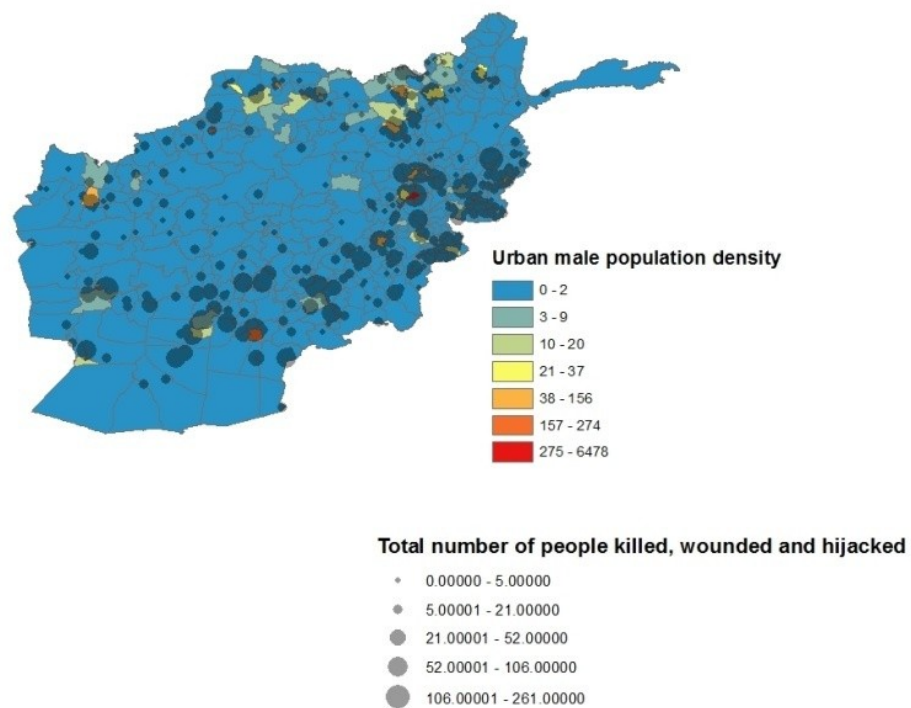 Urban male population density
0 - 2
3 - 9
10 - 20
21 - 37
38 - 156
157 - 274
275 - 6478
Total number of people killed, wounded and hijacked
0.00000 - 5.00000
5.00001 - 21.00000
21.00001 - 52.00000
52.00001 - 106.00000
106.00001 - 261.00000